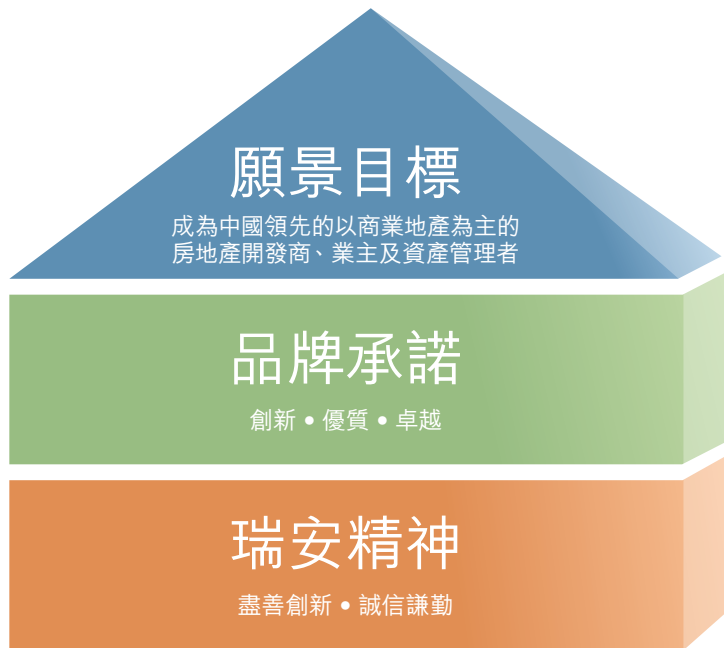 願景目標
成為中國領先的以商業地產為主的
房地產開發商、業主及資產管理者
品牌承諾
創新 • 優質 • 卓越
瑞安精神
盡善創新 • 誠信謙勤